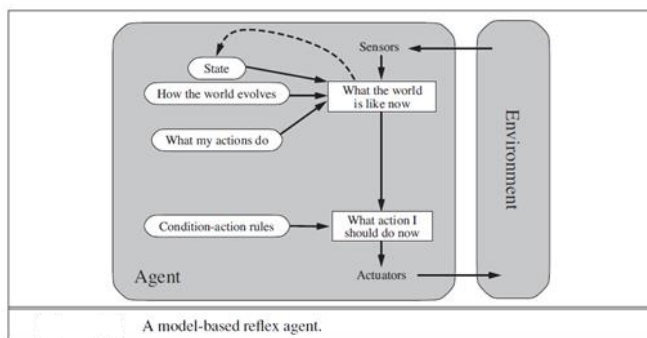 Sensors
State
How the world evolves
What the world
is like now
What my actions do
Condition-action rules
What action I
should do now
Agent
Actuators
Environment
A model-based reflex agent.